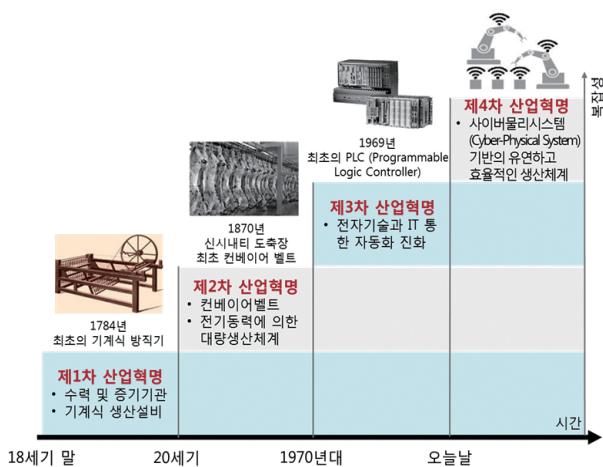 제4차 산업혁명
• 사이버물리시스템
(Cyber-Physical System)
기반의 유연하고
효율적인 생산체계
복잡성
1969년
최초의 PLC (Programmable
Logic Controller)
제3차 산업혁명
• 전자기술과 IT 통
한 자동화 진화
1870년
신시내티 도축장
최초 컨베이어 벨트
제2차 산업혁명
• 컨베이어벨트
• 전기동력에 의한
대량생산체계
1784년
최초의 기계식 방직기
제1차 산업혁명
• 수력 및 증기기관
• 기계식 생산설비
시간
18세기 말
20세기
1970년대
오늘날